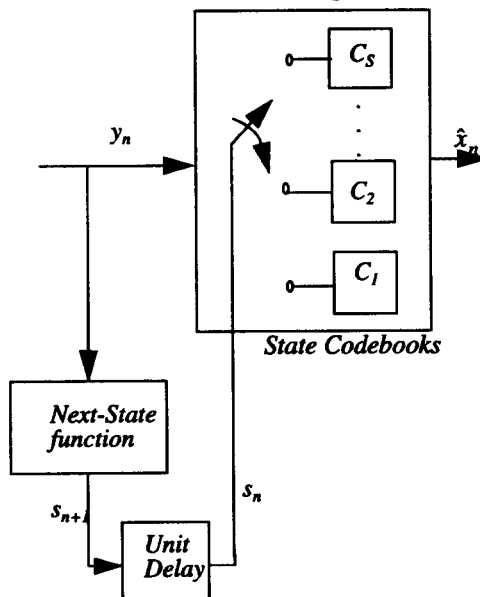 C_S
y_n
x̂_n
C_2
C_1
State Codebooks
Next-State
function
s_n
s_{n+1}
Unit
Delay